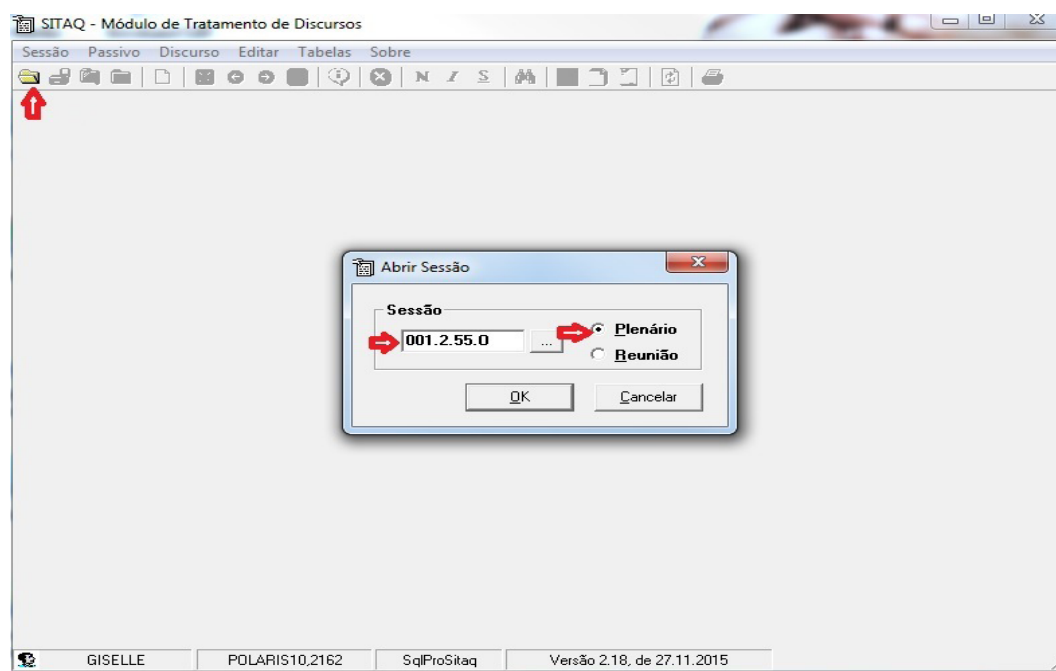 SITAQ - Módulo de Tratamento de Discursos
Sessão Passivo Discurso Editar Tabelas Sobre
N I S
Abrir Sessão
Sessão
001.2.55.O ... Plenário
Reunião
OK Cancelar
GISELLE POLARIS10,2162 SqlProSitaq Versão 2.18, de 27.11.2015